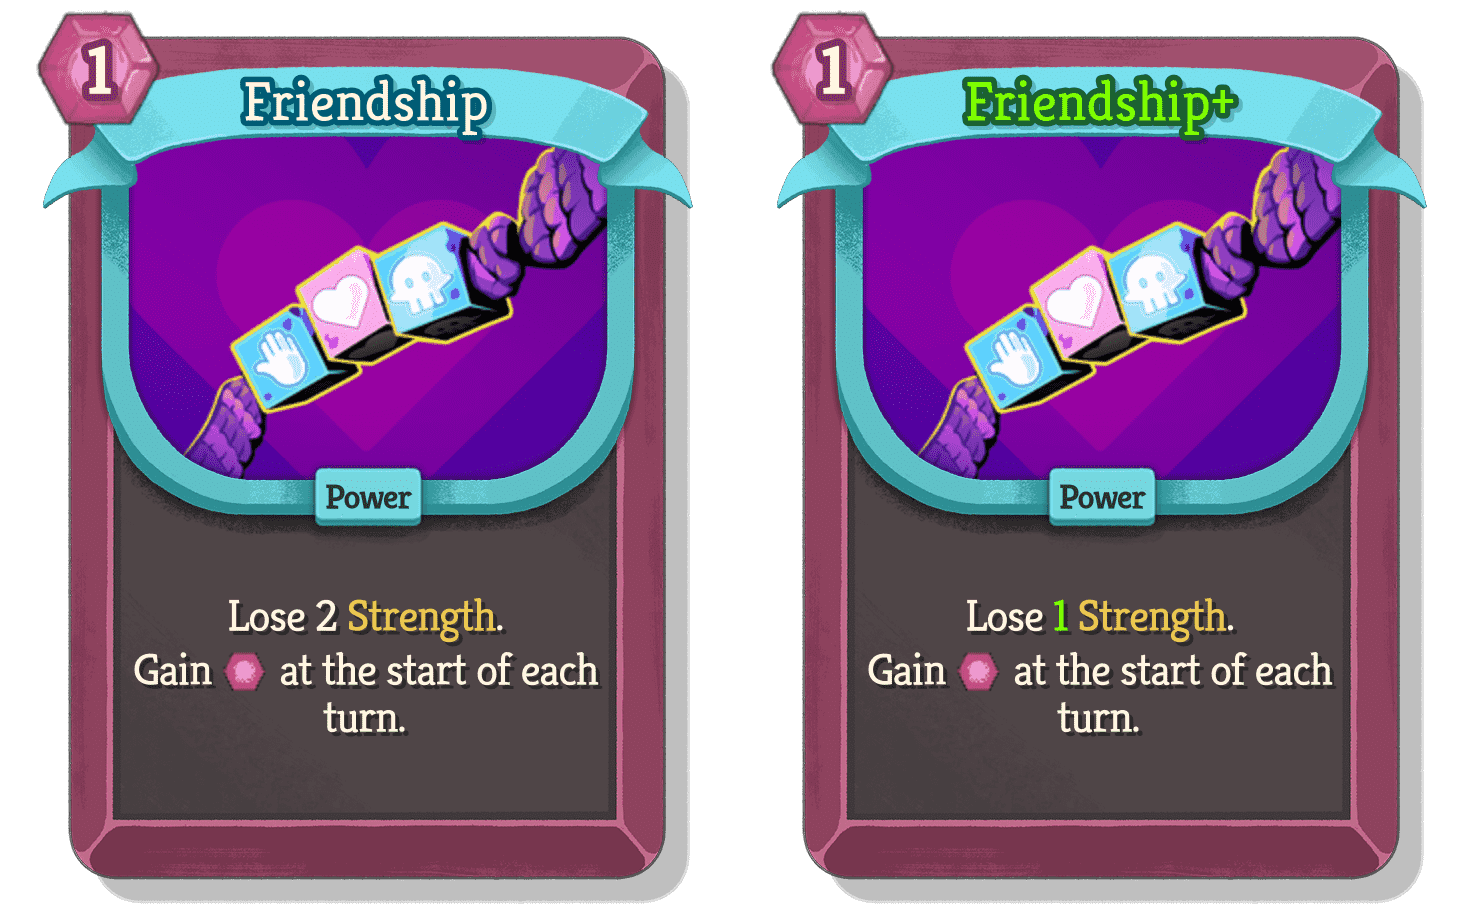 1
Friendship
Power
Lose 2 Strength.
Gain at the start of each
turn.
1
Friendship+
Power
Lose 1 Strength.
Gain at the start of each
turn.